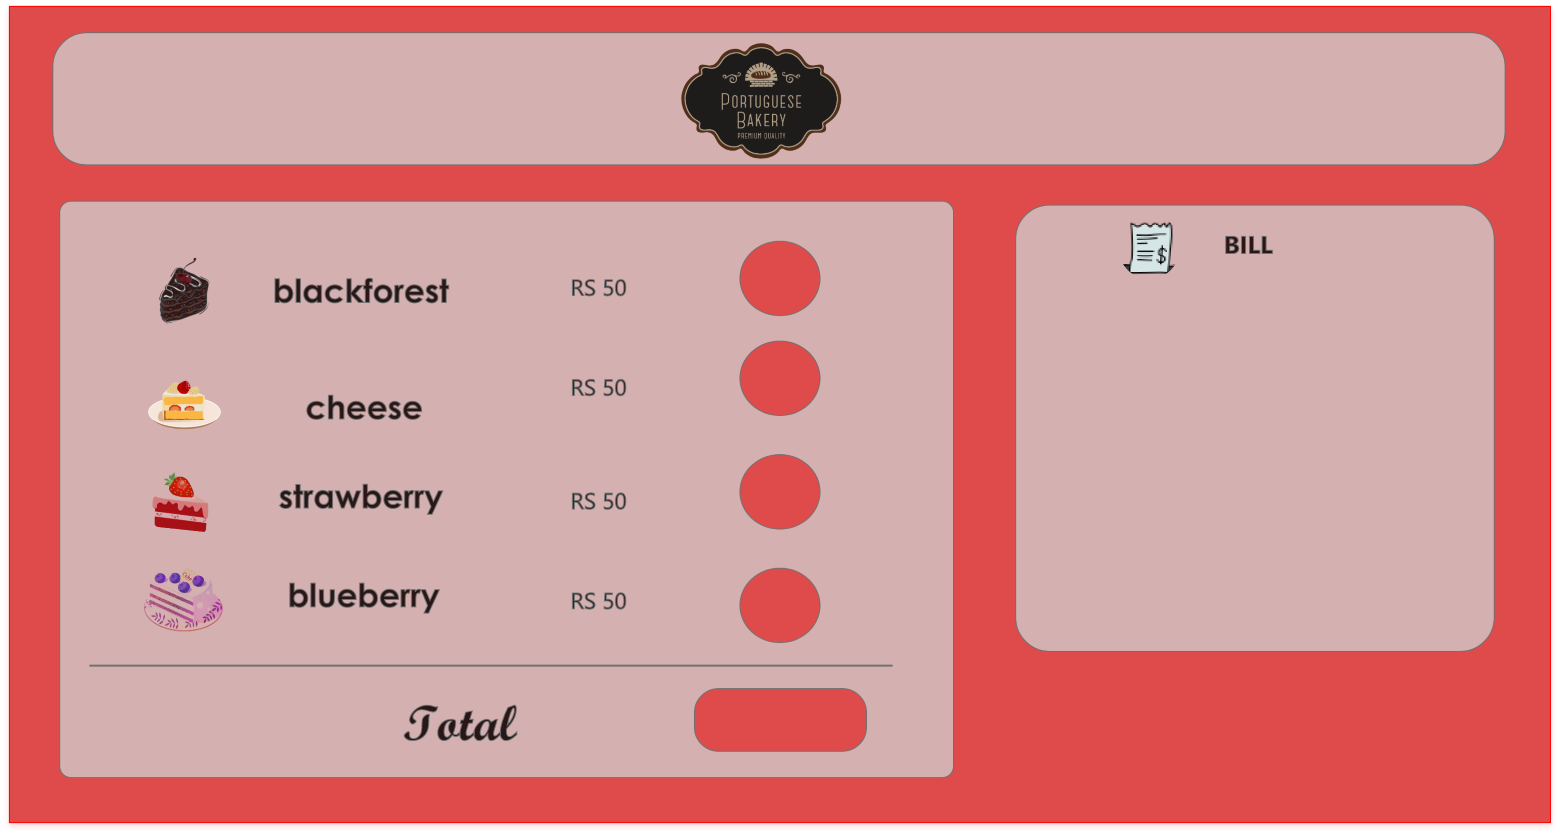 PORTUGUESE
BAKERY
PREMIUM QUALITY
BILL
blackforest RS 50
cheese RS 50
strawberry RS 50
blueberry RS 50
Total